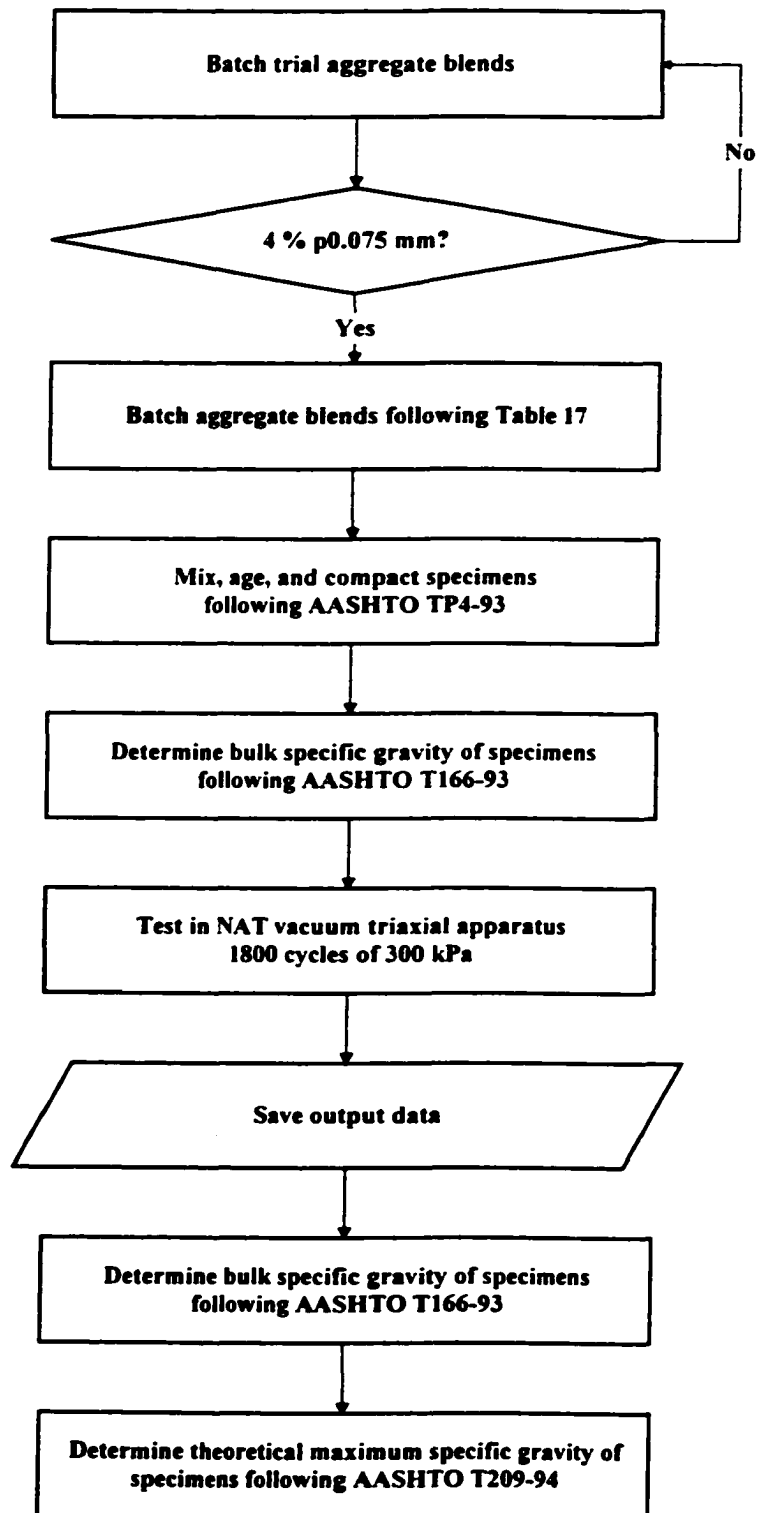 Batch trial aggregate blends
No
4 % p0.075 mm?
Yes
Batch aggregate blends following Table 17
Mix, age, and compact specimens
following AASHTO TP4-93
Determine bulk specific gravity of specimens
following AASHTO T166-93
Test in NAT vacuum triaxial apparatus
1800 cycles of 300 kPa
Save output data
Determine bulk specific gravity of specimens
following AASHTO T166-93
Determine theoretical maximum specific gravity of
specimens following AASHTO T209-94